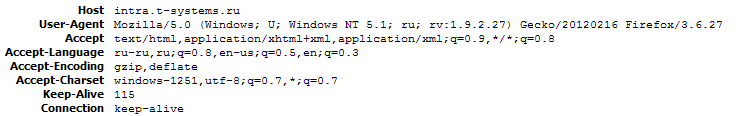 Host intra.t-systems.ru
User-Agent Mozilla/5.0 (Windows; U; Windows NT 5.1; ru; rv:1.9.2.27) Gecko/20120216 Firefox/3.6.27
Accept text/html,application/xhtml+xml,application/xml;q=0.9,*/*;q=0.8
Accept-Language ru-ru,ru;q=0.8,en-us;q=0.5,en;q=0.3
Accept-Encoding gzip,deflate
Accept-Charset windows-1251,utf-8;q=0.7,*;q=0.7
Keep-Alive 115
Connection keep-alive